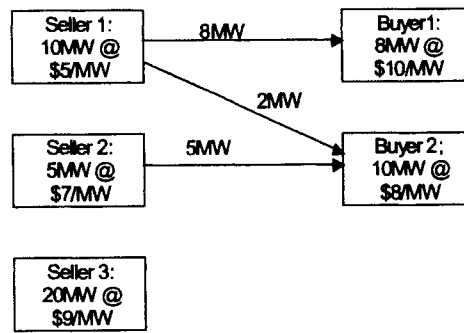 Seller 1:
10MW @
$5/MW
8MW
Buyer1:
8MW @
$10/MW
2MW
Seller 2:
5MW @
$7/MW
5MW
Buyer 2;
10MW @
$8/MW
Seller 3:
20MW @
$9/MW